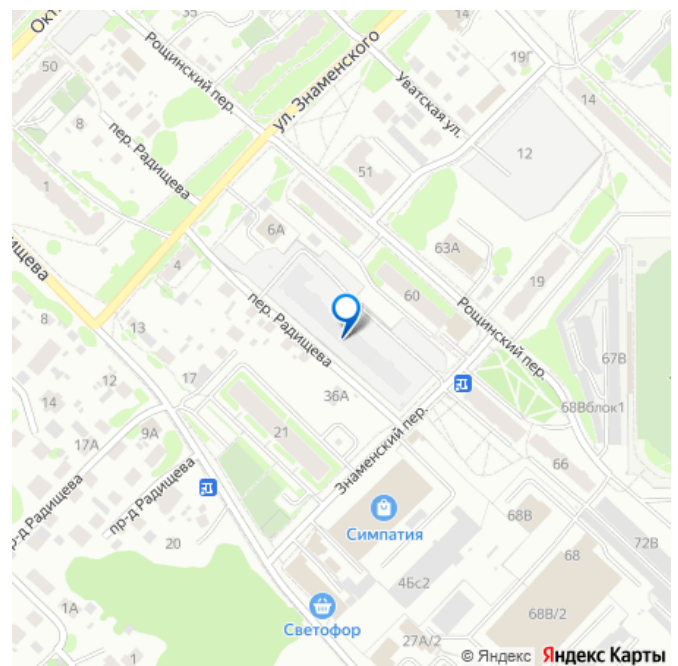 Окт
35
14
Рощинский пер.
ул. Знаменского
50
19Г
14
Уватская ул.
8
12
пер. Радищева
51
1
6А
63А
дищева
4
19
60
Рощинский пер.
пер. Радищева
8
13
67В
12
17
36А
68Вблок1
14
17А
9А
21
Знаменский пер.
66
р-д Радищева
пр-д Радищева
20
Симпатия
68В
72В
68
4Бс2
1А
68В/2
Светофор
27А/2
1
© Яндекс Яндекс Карты